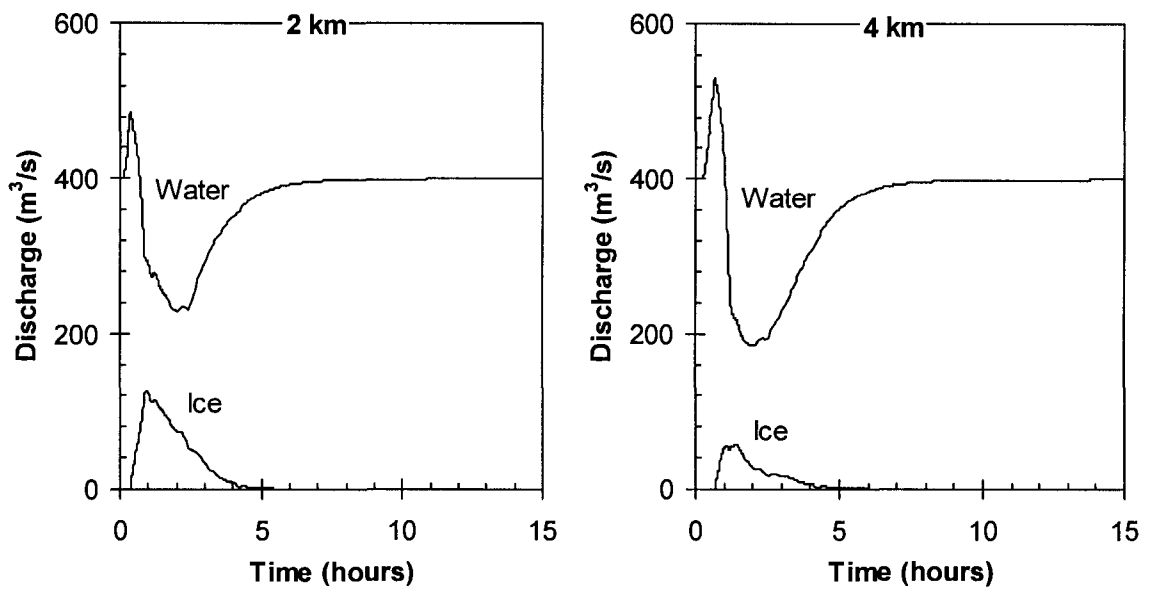 2 km
600
400
200
0
Discharge (m³/s)
Water
Ice
0 5 10 15
Time (hours)
4 km
600
400
200
0
Discharge (m³/s)
Water
Ice
0 5 10 15
Time (hours)